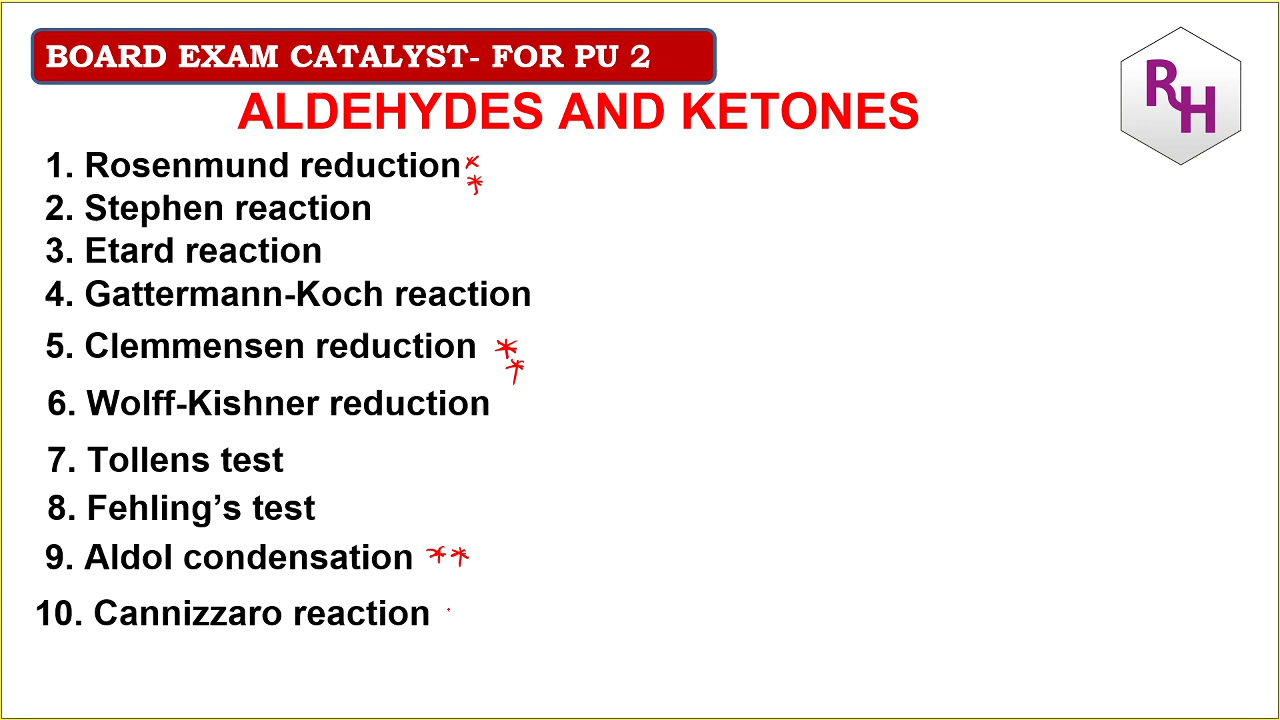 BOARD EXAM CATALYST- FOR PU 2
RH
ALDEHYDES AND KETONES
1. Rosenmund reduction
2. Stephen reaction
3. Etard reaction
4. Gattermann-Koch reaction
5. Clemmensen reduction
6. Wolff-Kishner reduction
7. Tollens test
8. Fehling’s test
9. Aldol condensation
10. Cannizzaro reaction